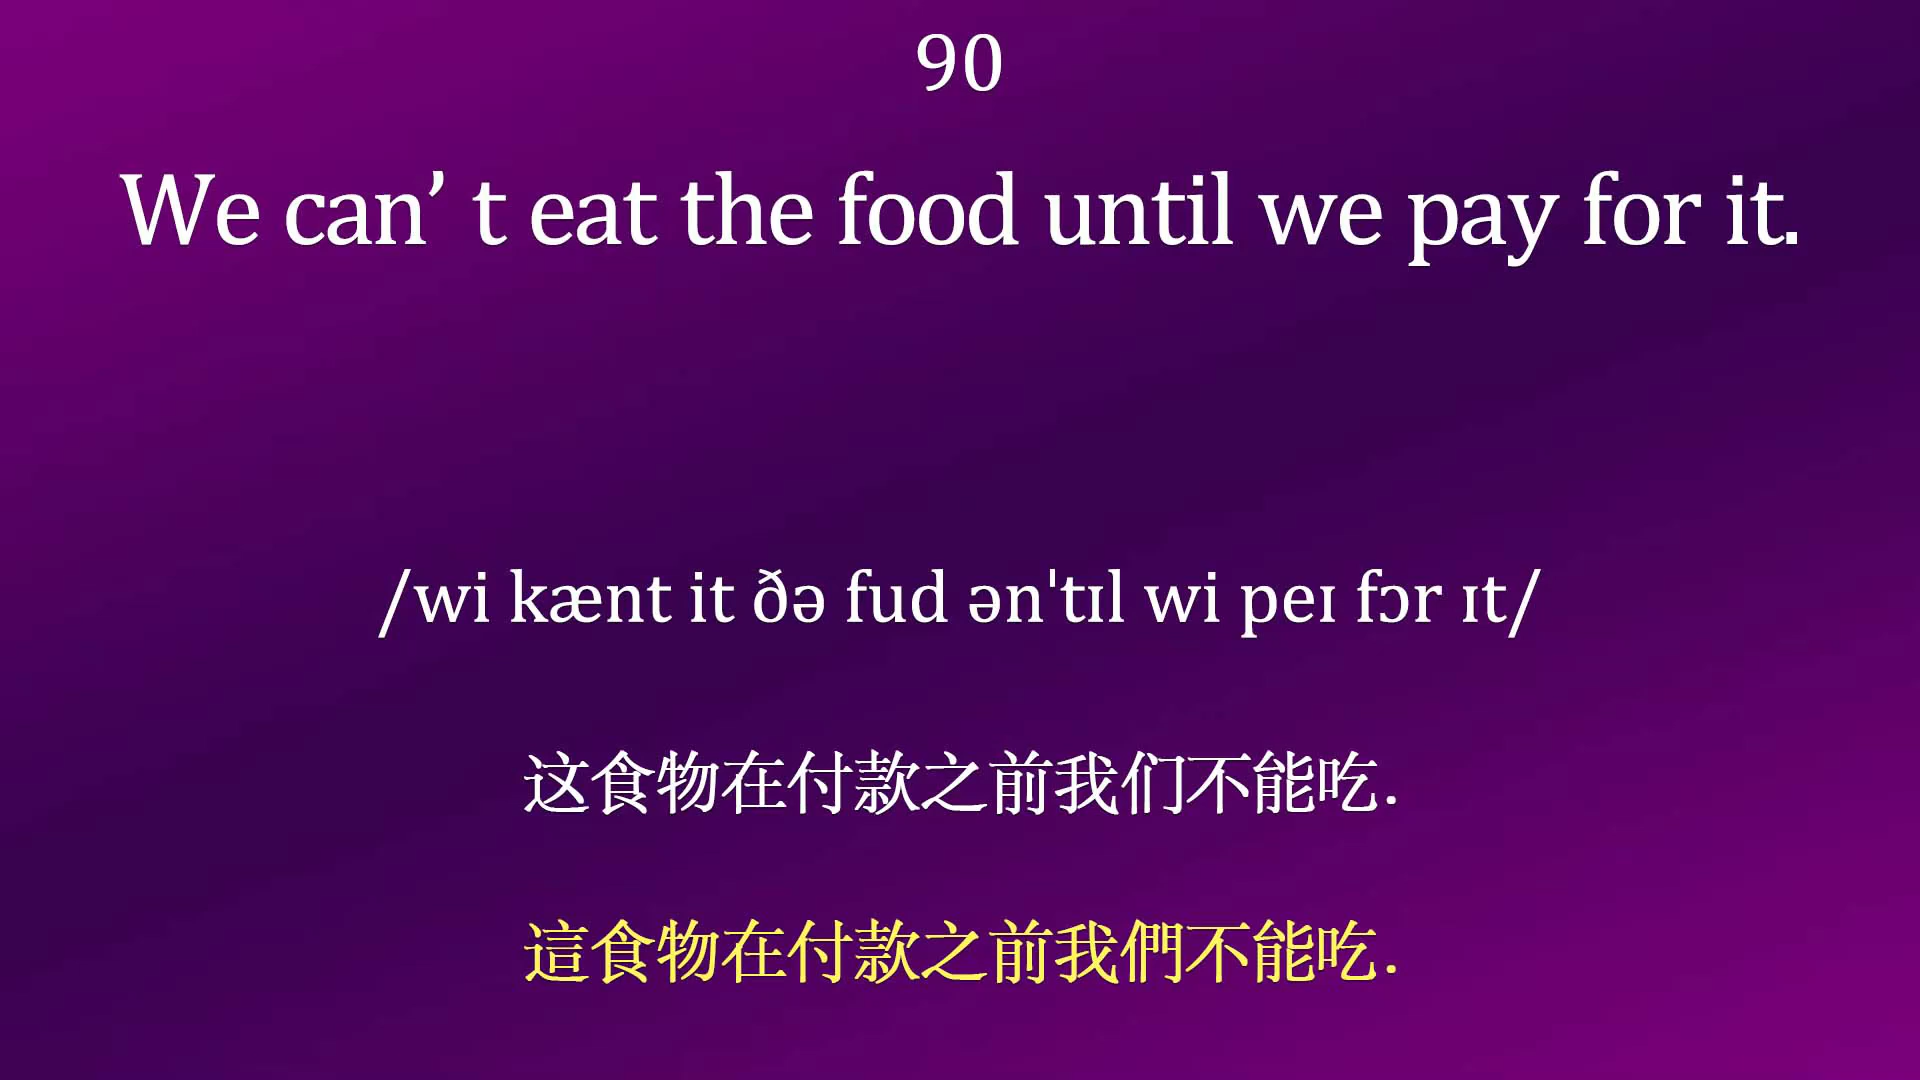 90
We can’ t eat the food until we pay for it.
/wi kænt it ðə fud ən'tɪl wi peɪ fɔr ɪt/
这食物在付款之前我们不能吃.
這食物在付款之前我們不能吃.